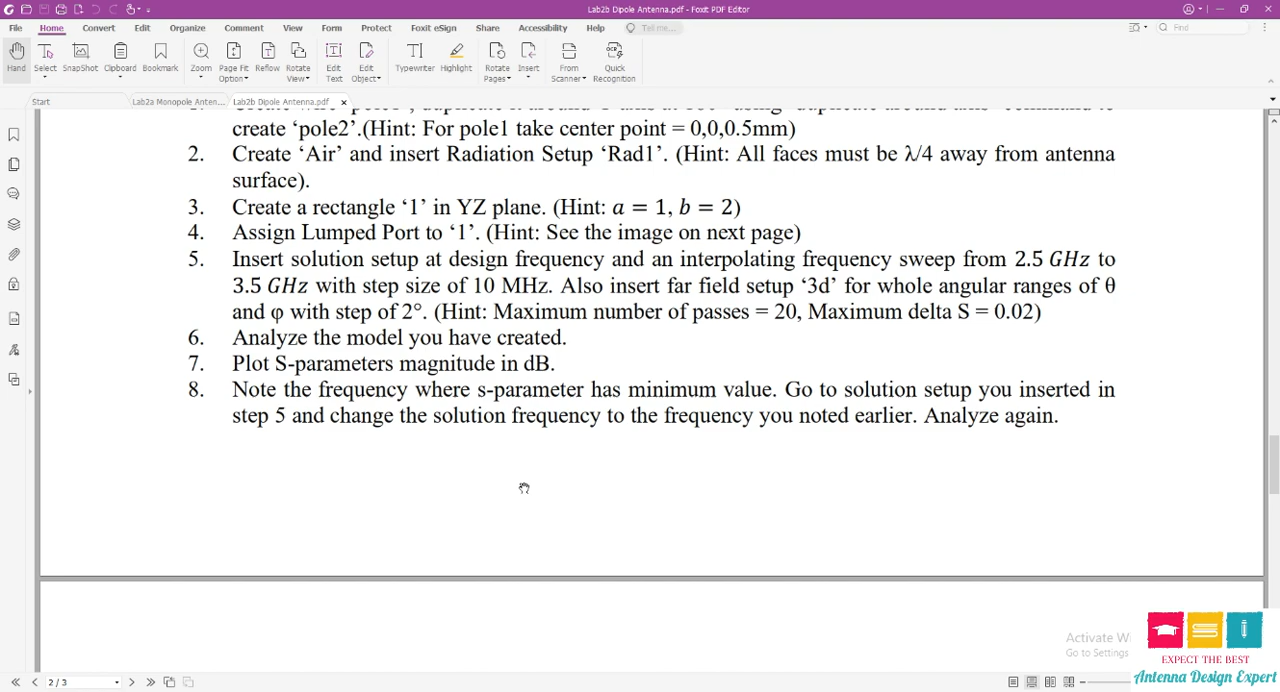 Lab2b Dipole Antenna.pdf - Foxit PDF Editor
File Home Convert Edit Organize Comment View Form Protect Foxit eSign Share Accessibility Help Tell me... Find
Hand Select SnapShot Clipboard Bookmark Zoom Page Fit Option Reflow Rotate View Edit Text Edit Object Typewriter Highlight Rotate Pages Insert From Scanner Quick Recognition
Start Lab2a Monopole Anten... Lab2b Dipole Antenna.pdf
create ‘pole2’.(Hint: For pole1 take center point = 0,0,0.5mm)
2. Create ‘Air’ and insert Radiation Setup ‘Rad1’. (Hint: All faces must be λ/4 away from antenna
surface).
3. Create a rectangle ‘1’ in YZ plane. (Hint: a = 1, b = 2)
4. Assign Lumped Port to ‘1’. (Hint: See the image on next page)
5. Insert solution setup at design frequency and an interpolating frequency sweep from 2.5 GHz to
3.5 GHz with step size of 10 MHz. Also insert far field setup ‘3d’ for whole angular ranges of θ
and φ with step of 2°. (Hint: Maximum number of passes = 20, Maximum delta S = 0.02)
6. Analyze the model you have created.
7. Plot S-parameters magnitude in dB.
8. Note the frequency where s-parameter has minimum value. Go to solution setup you inserted in
step 5 and change the solution frequency to the frequency you noted earlier. Analyze again.
Activate Wi
Go to Settings
EXPECT THE BEST
Antenna Design Expert
2 / 3